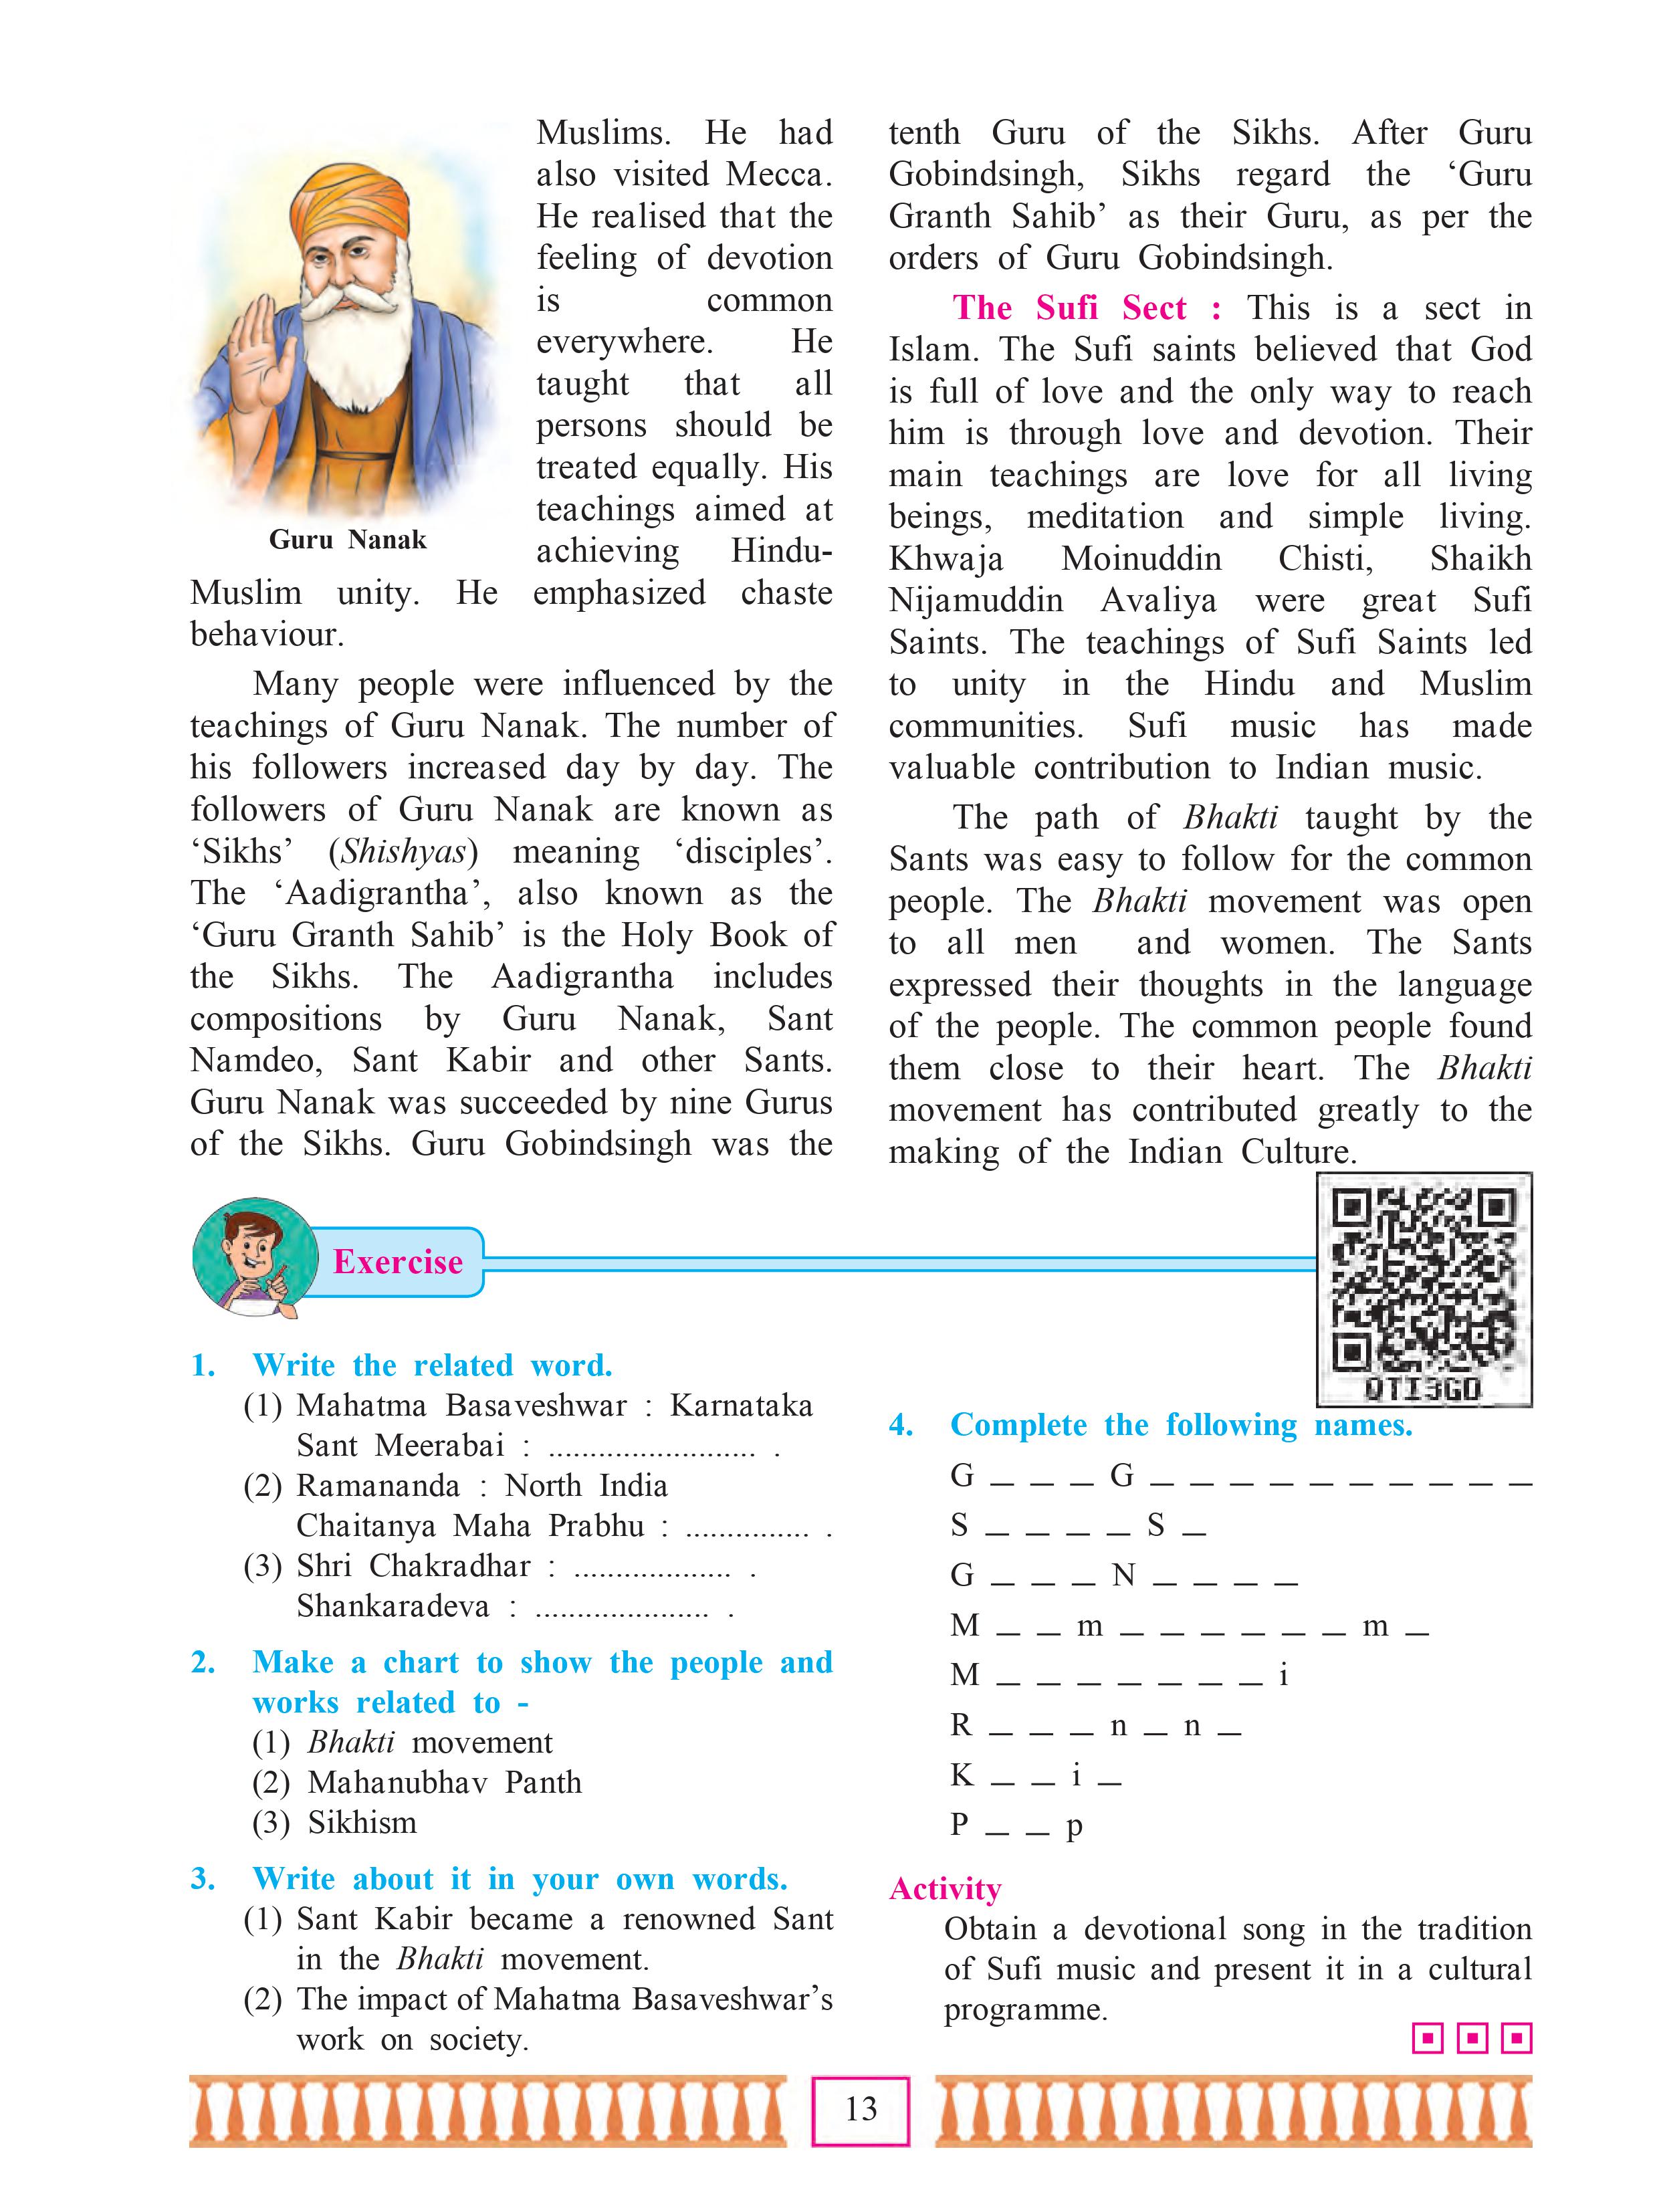 Muslims. He had
also visited Mecca.
He realised that the
feeling of devotion
is common
everywhere. He
taught that all
persons should be
treated equally. His
teachings aimed at
achieving Hindu-
Guru Nanak
Muslim unity. He emphasized chaste
behaviour.
Many people were influenced by the
teachings of Guru Nanak. The number of
his followers increased day by day. The
followers of Guru Nanak are known as
‘Sikhs’ (Shishyas) meaning ‘disciples’.
The ‘Aadigrantha’, also known as the
‘Guru Granth Sahib’ is the Holy Book of
the Sikhs. The Aadigrantha includes
compositions by Guru Nanak, Sant
Namdeo, Sant Kabir and other Sants.
Guru Nanak was succeeded by nine Gurus
of the Sikhs. Guru Gobindsingh was the
tenth Guru of the Sikhs. After Guru
Gobindsingh, Sikhs regard the ‘Guru
Granth Sahib’ as their Guru, as per the
orders of Guru Gobindsingh.
The Sufi Sect : This is a sect in
Islam. The Sufi saints believed that God
is full of love and the only way to reach
him is through love and devotion. Their
main teachings are love for all living
beings, meditation and simple living.
Khwaja Moinuddin Chisti, Shaikh
Nijamuddin Avaliya were great Sufi
Saints. The teachings of Sufi Saints led
to unity in the Hindu and Muslim
communities. Sufi music has made
valuable contribution to Indian music.
The path of Bhakti taught by the
Sants was easy to follow for the common
people. The Bhakti movement was open
to all men and women. The Sants
expressed their thoughts in the language
of the people. The common people found
them close to their heart. The Bhakti
movement has contributed greatly to the
making of the Indian Culture.
Exercise
QTI3GD
1. Write the related word.
(1) Mahatma Basaveshwar : Karnataka
Sant Meerabai : ......................... .
(2) Ramananda : North India
Chaitanya Maha Prabhu : ............... .
(3) Shri Chakradhar : ................... .
Shankaradeva : ..................... .
2. Make a chart to show the people and
works related to -
(1) Bhakti movement
(2) Mahanubhav Panth
(3) Sikhism
3. Write about it in your own words.
(1) Sant Kabir became a renowned Sant
in the Bhakti movement.
(2) The impact of Mahatma Basaveshwar’s
work on society.
4. Complete the following names.
G _ _ _ G _ _ _ _ _ _ _ _ _ _
S _ _ _ _ S _
G _ _ _ N _ _ _ _
M _ _ m _ _ _ _ _ _ m _
M _ _ _ _ _ _ _ i
R _ _ _ n _ n _
K _ _ i _
P _ _ p
Activity
Obtain a devotional song in the tradition
of Sufi music and present it in a cultural
programme.
13